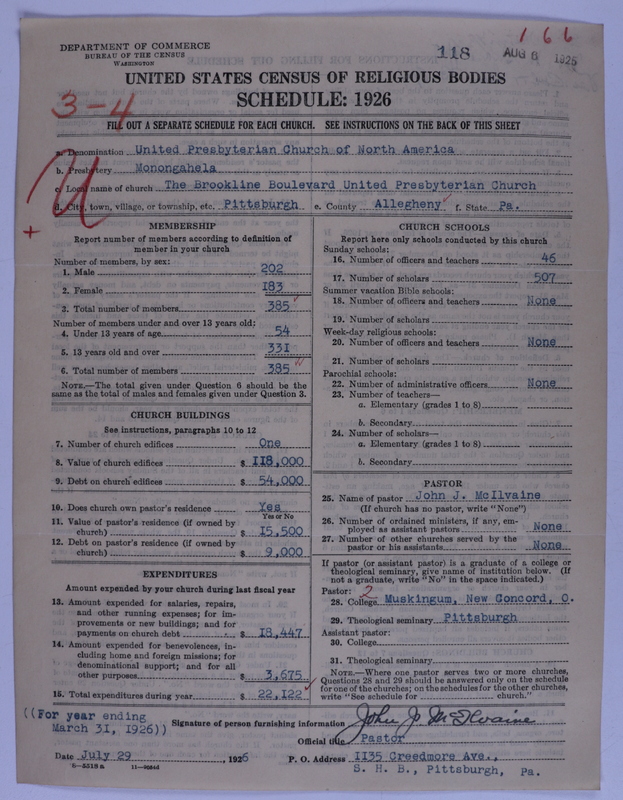 166
118 AUG 6 1926
DEPARTMENT OF COMMERCE
BUREAU OF THE CENSUS
WASHINGTON
UNITED STATES CENSUS OF RELIGIOUS BODIES
SCHEDULE: 1926
3-4
FILL OUT A SEPARATE SCHEDULE FOR EACH CHURCH. SEE INSTRUCTIONS ON THE BACK OF THIS SHEET
a. Denomination United Presbyterian Church of North America
b. Presbytery Monongahela
c. Local name of church The Brookline Boulevard United Presbyterian Church
d. City, town, village, or township, etc. Pittsburgh e. County Allegheny f. State Pa.
U
+
MEMBERSHIP
Report number of members according to definition of
member in your church
Number of members, by sex:
1. Male 202
2. Female 183
3. Total number of members 385
Number of members under and over 13 years old:
4. Under 13 years of age 54
5. 13 years old and over 331
6. Total number of members 385
NOTE.—The total given under Question 6 should be the
same as the total of males and females given under Question 3.
CHURCH BUILDINGS
See instructions, paragraphs 10 to 12
7. Number of church edifices One
8. Value of church edifices $ 118,000
9. Debt on church edifices $ 54,000
10. Does church own pastor's residence Yes
Yes or No
11. Value of pastor's residence (if owned by
church) $ 15,500
12. Debt on pastor's residence (if owned by
church) $ 9,000
EXPENDITURES
Amount expended by your church during last fiscal year
13. Amount expended for salaries, repairs,
and other running expenses; for im-
provements or new buildings; and for
payments on church debt $ 18,447
14. Amount expended for benevolences, in-
cluding home and foreign missions; for
denominational support; and for all
other purposes $ 3,675
15. Total expenditures during year $ 22,122
CHURCH SCHOOLS
Report here only schools conducted by this church
Sunday schools:
16. Number of officers and teachers 46
17. Number of scholars 507
Summer vacation Bible schools:
18. Number of officers and teachers None
19. Number of scholars
Week-day religious schools:
20. Number of officers and teachers None
21. Number of scholars
Parochial schools:
22. Number of administrative officers None
23. Number of teachers—
a. Elementary (grades 1 to 8)
b. Secondary
24. Number of scholars—
a. Elementary (grades 1 to 8)
b. Secondary
PASTOR
25. Name of pastor John J. McIlvaine
(If church has no pastor, write "None")
26. Number of ordained ministers, if any, em-
ployed as assistant pastors None
27. Number of other churches served by the
pastor or his assistants None
If pastor (or assistant pastor) is a graduate of a college or
theological seminary, give name of institution below. (If
not a graduate, write "No" in the space indicated.)
Pastor: 2
28. College Muskingum, New Concord, O.
29. Theological seminary Pittsburgh
Assistant pastor:
30. College
31. Theological seminary
NOTE.—Where one pastor serves two or more churches,
Questions 28 and 29 should be answered only on the schedule
for one of the churches; on the schedules for the other churches,
write "See schedule for church."
((For year ending
March 31, 1926))
Signature of person furnishing information John J. McIlvaine
Official title Pastor
Date July 29, 1926 P. O. Address 1135 Creedmore Ave.,
S. H. B., Pittsburgh, Pa.
6—5518a 11—9034d